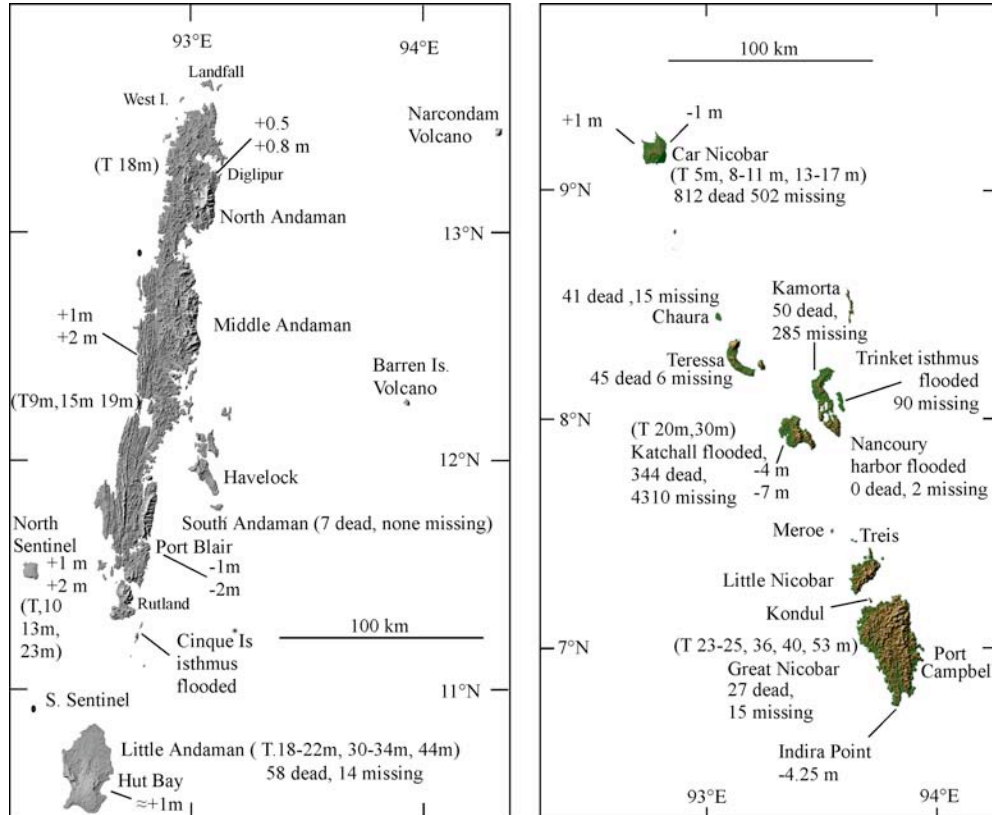 93°E
94°E
Landfall
West I.
Narcondam
Volcano
+0.5
+0.8 m
(T 18m)
Diglipur
North Andaman
13°N
+1m
+2 m
Middle Andaman
Barren Is.
Volcano
(T9m, 15m 19m)
12°N
Havelock
South Andaman (7 dead, none missing)
North
Sentinel
+1 m
+2 m
Port Blair
-1m
-2m
(T,10
13m,
23m)
Rutland
100 km
Cinque Is
isthmus
flooded
11°N
S. Sentinel
Little Andaman ( T.18-22m, 30-34m, 44m)
58 dead, 14 missing
Hut Bay
≈+1m
100 km
+1 m
-1 m
Car Nicobar
(T 5m, 8-11 m, 13-17 m)
812 dead 502 missing
9°N
41 dead ,15 missing
Chaura
Kamorta
50 dead,
285 missing
Teressa
45 dead 6 missing
Trinket isthmus
flooded
90 missing
8°N
(T 20m,30m)
Katchall flooded,
344 dead,
4310 missing
-4 m
-7 m
Nancoury
harbor flooded
0 dead, 2 missing
Meroe
Treis
Little Nicobar
Kondul
7°N
(T 23-25, 36, 40, 53 m)
Great Nicobar
27 dead,
15 missing
Port
Campbel
Indira Point
-4.25 m
93°E
94°E